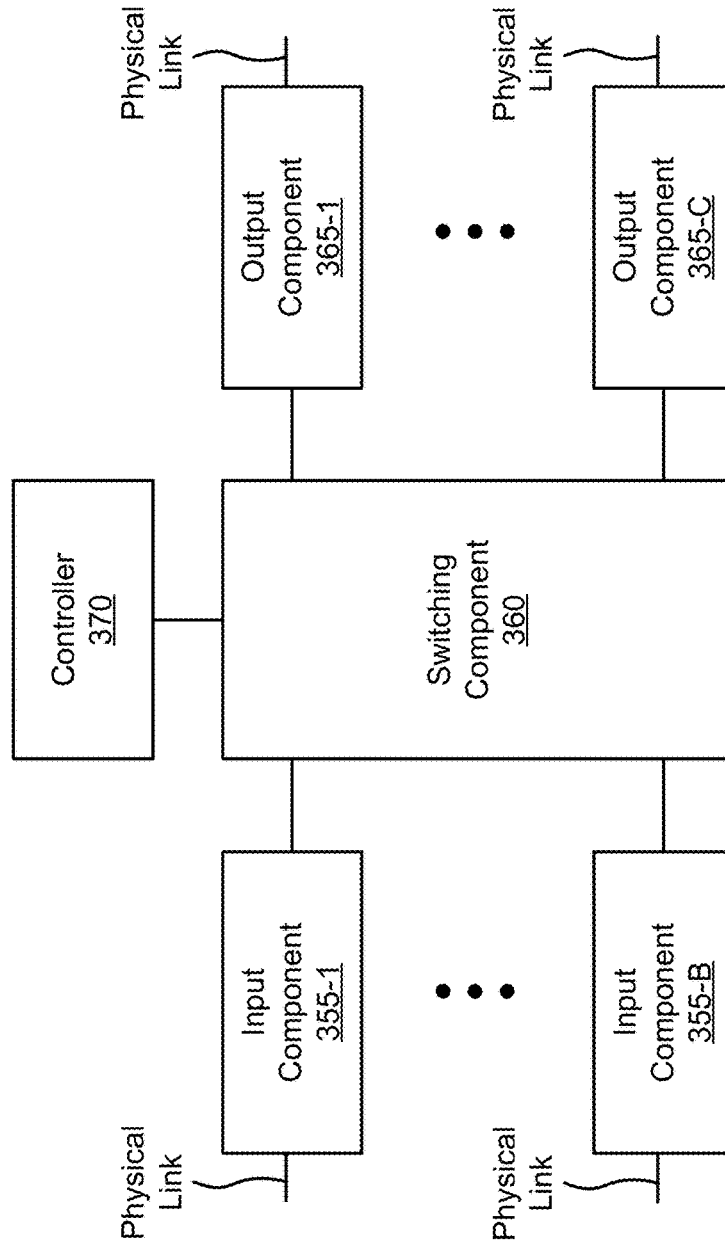 Controller
370
Physical
Link
Input
Component
355-1
Switching
Component
360
Output
Component
365-1
Physical
Link
Physical
Link
Input
Component
355-B
Output
Component
365-C
Physical
Link